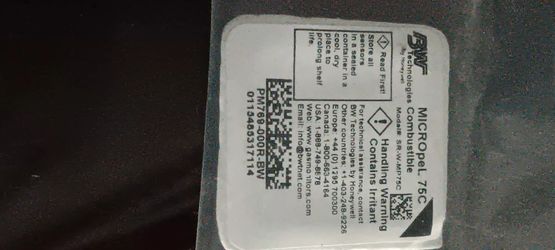 BW
Technologies
by Honeywell
MICROpeL 75C
Combustible
Model#: SR-W-MP75C
Read First!
Store all
sensors
in a sealed
container in a
cool, dry
place to
prolong shelf
life.
Handling Warning
Contains Irritant
For technical assistance, contact
BW Technologies by Honeywell
Other countries: +1-403-248-9226
Europe: +44 (0) 1295 700300
Canada: 1-800-663-4164
USA: 1-888-749-8878
Web: www.gasmonitors.com
Email: info@bwtnet.com
PM769-000R-BW
0115485317114